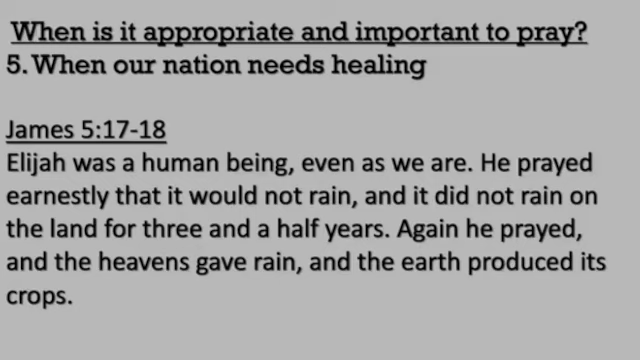 When is it appropriate and important to pray?
5. When our nation needs healing
James 5:17-18
Elijah was a human being, even as we are. He prayed
earnestly that it would not rain, and it did not rain on
the land for three and a half years. Again he prayed,
and the heavens gave rain, and the earth produced its
crops.